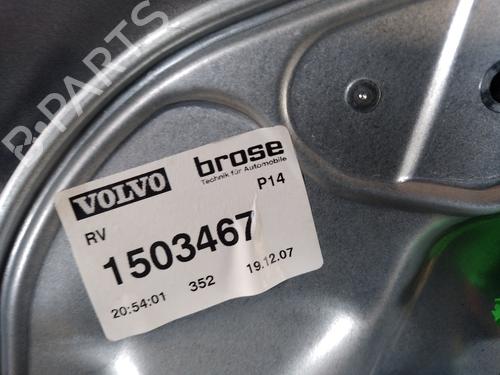 B-PARTS
VOLVO
brose
Technik für Automobile
P14
RV
1503467
20:54:01 352 19.12.07